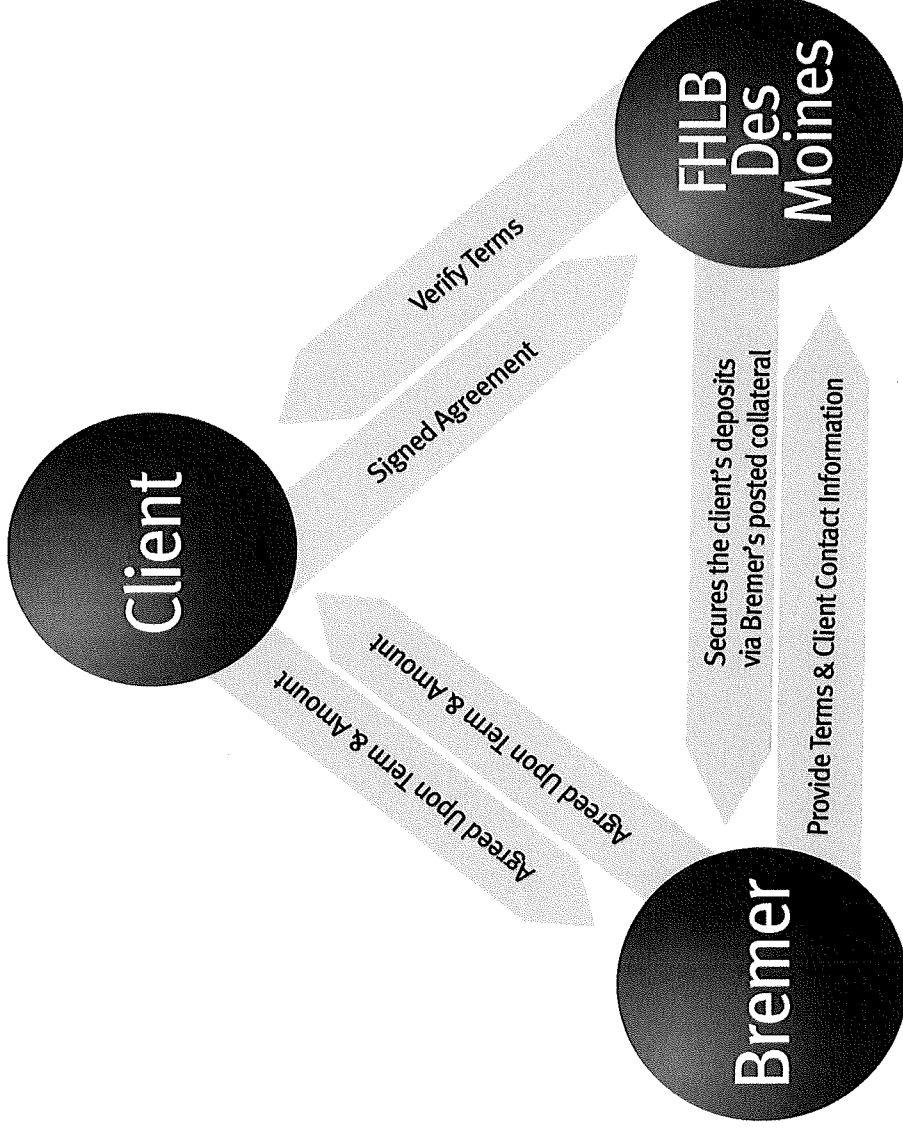 Client
Agreed Upon Term & Amount
Agreed Upon Term & Amount
Verify Terms
Signed Agreement
Bremer
FHLB
Des
Moines
Secures the client's deposits
via Bremer's posted collateral
Provide Terms & Client Contact Information